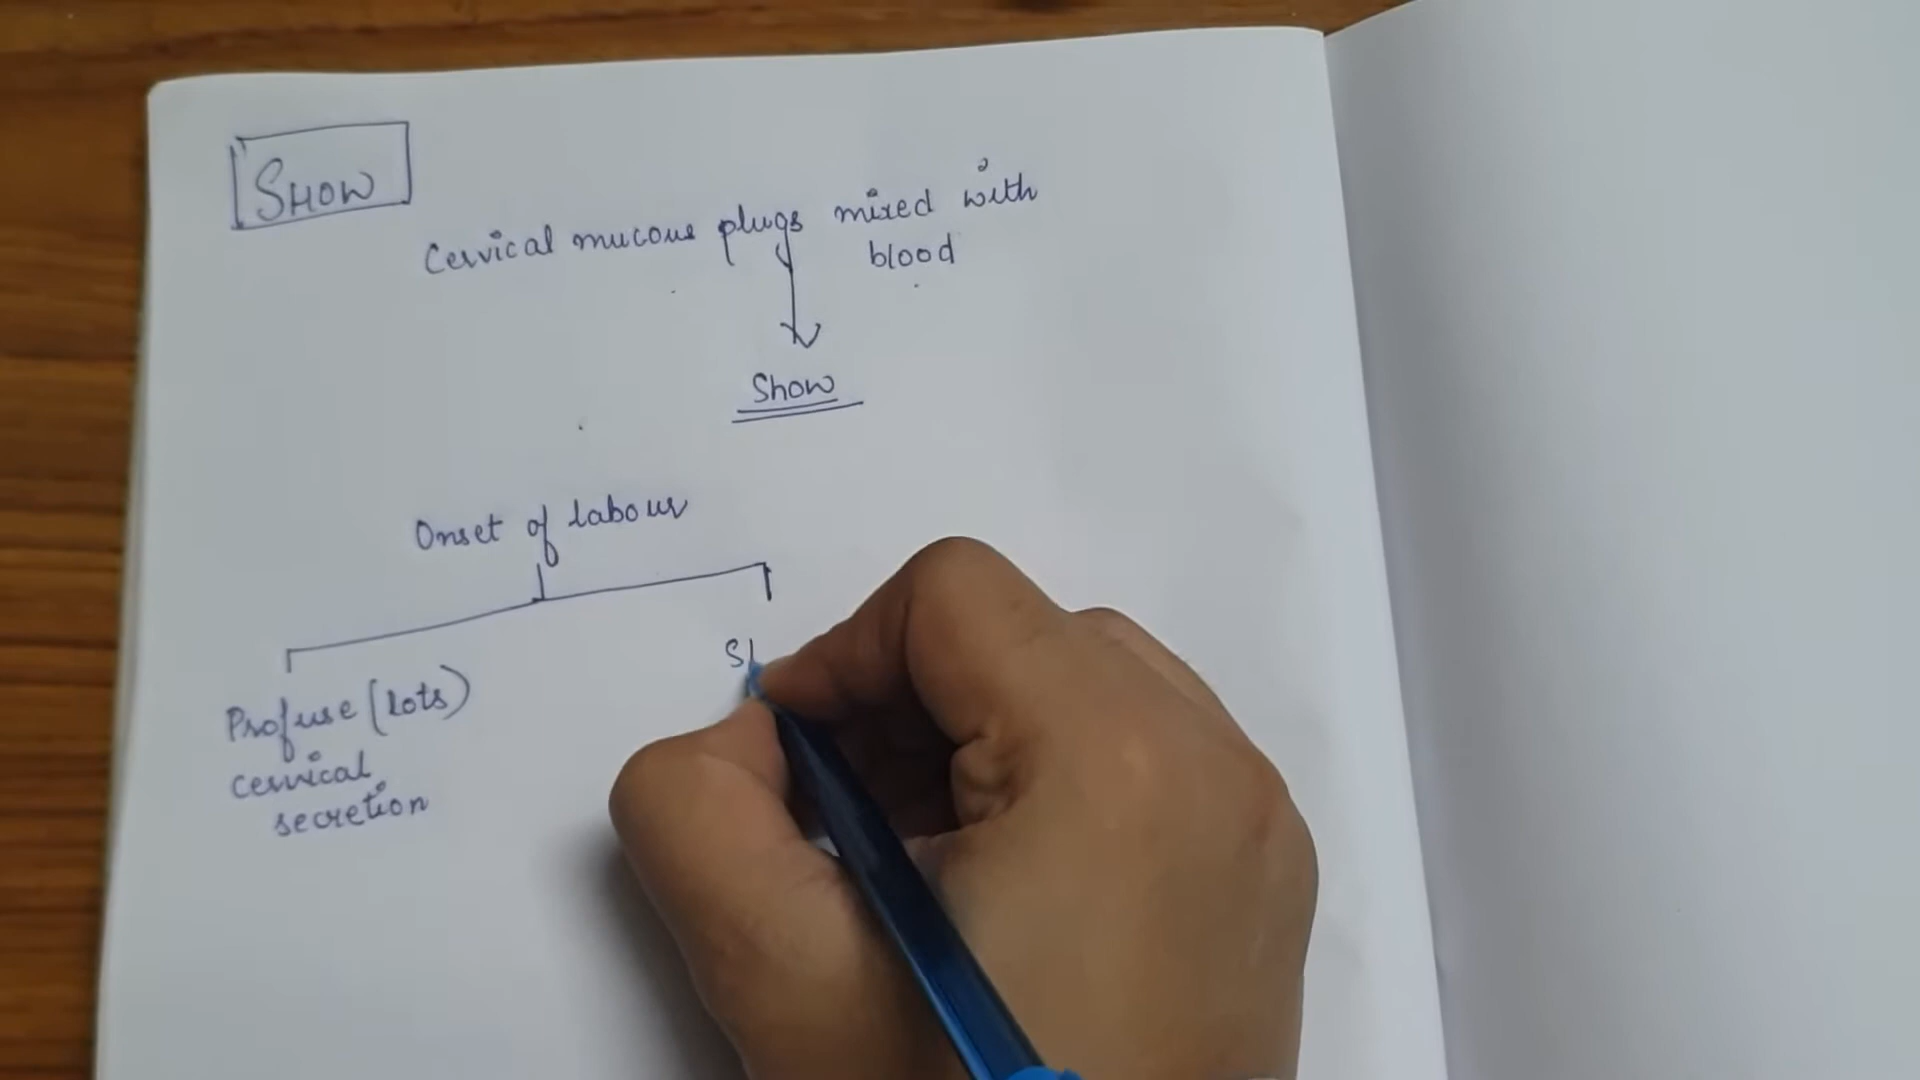 SHOW
Cervical mucous plugs mixed with
blood
Show
Onset of labour
Profuse (lots)
cervical
secretion